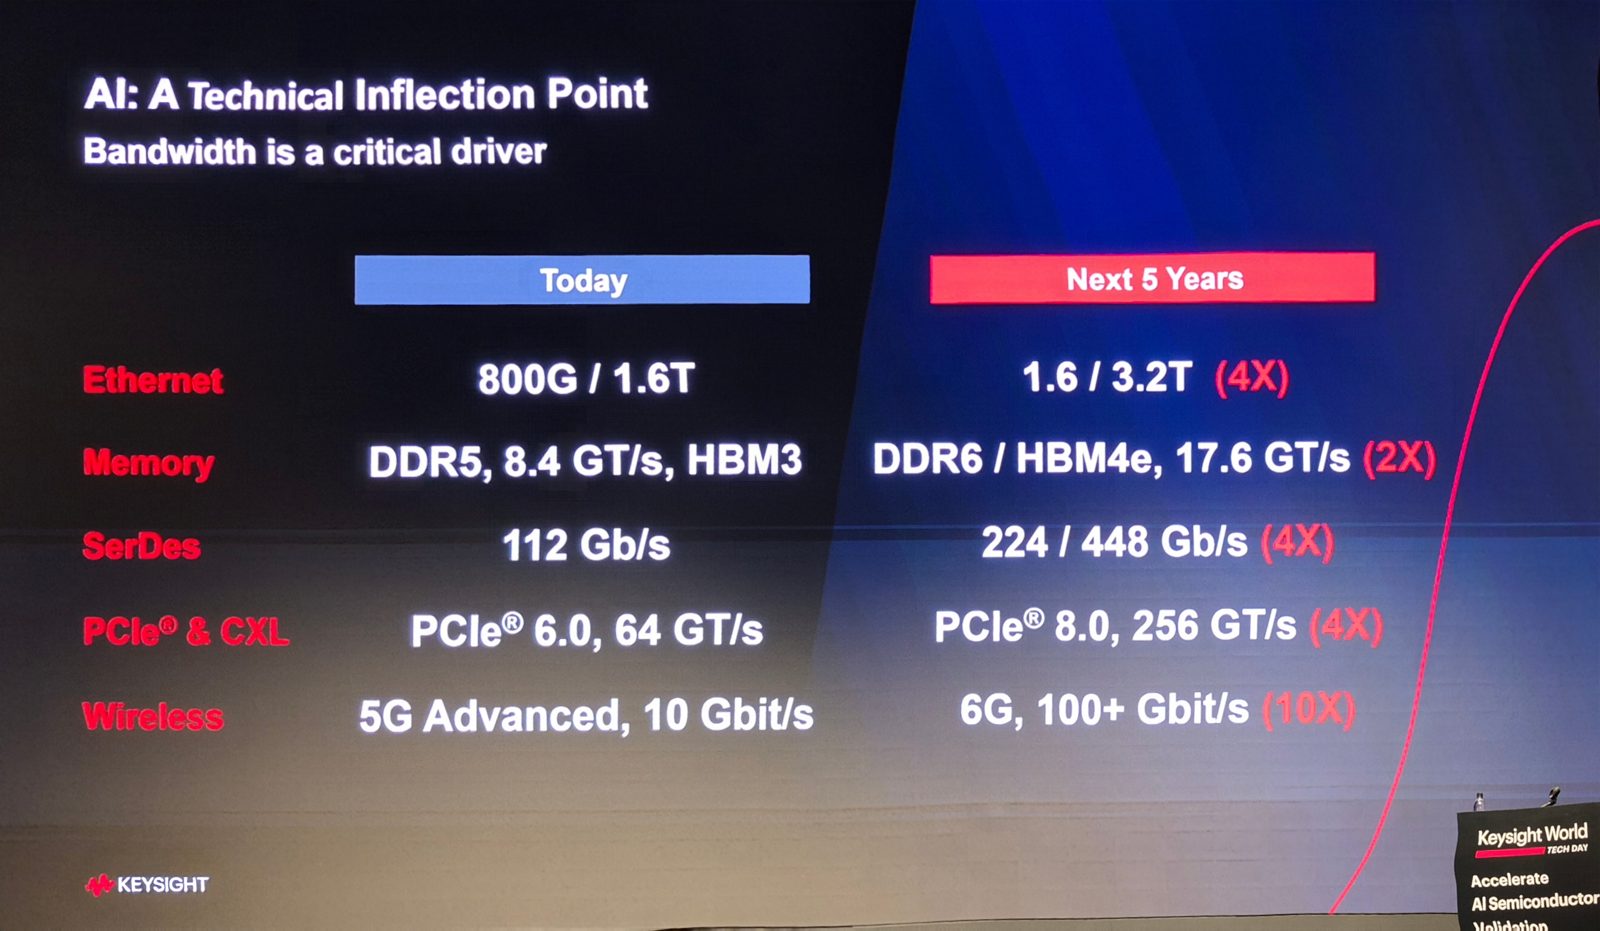 AI: A Technical Inflection Point
Bandwidth is a critical driver
Today
Next 5 Years
Ethernet
800G / 1.6T
1.6 / 3.2T (4X)
Memory
DDR5, 8.4 GT/s, HBM3
DDR6 / HBM4e, 17.6 GT/s (2X)
SerDes
112 Gb/s
224 / 448 Gb/s (4X)
PCIe® & CXL
PCIe® 6.0, 64 GT/s
PCIe® 8.0, 256 GT/s (4X)
Wireless
5G Advanced, 10 Gbit/s
6G, 100+ Gbit/s (10X)
KEYSIGHT
Keysight World
TECH DAY
Accelerate
AI Semiconductor
Validation